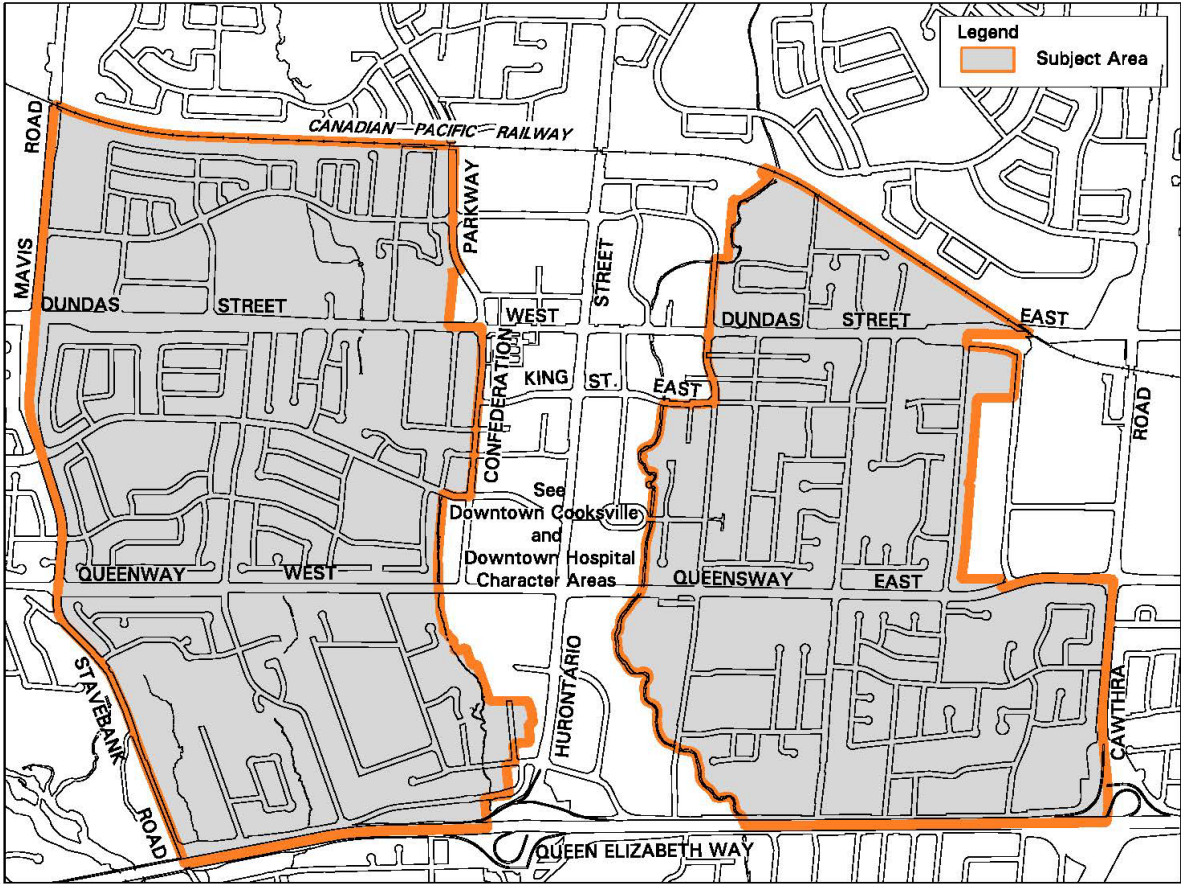 Legend
Subject Area
CANADIAN PACIFIC RAILWAY
MAVIS ROAD
PARKWAY
STREET
DUNDAS STREET WEST
DUNDAS STREET EAST
KING ST. EAST
CONFEDERATION
ROAD
See
Downtown Cooksville
and
Downtown Hospital
Character Areas
QUEENWAY WEST
QUEENSWAY EAST
STAVEBANK ROAD
HURONTARIO
CAWTHRA
QUEEN ELIZABETH WAY